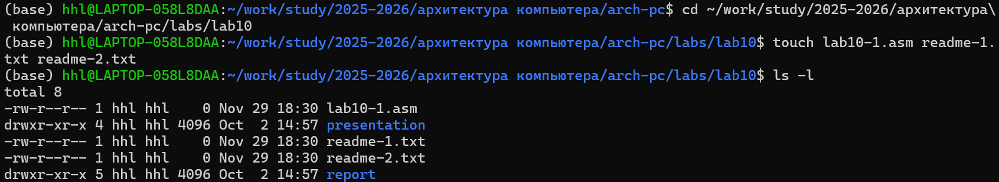 (base) hhl@LAPTOP-058L8DAA:~/work/study/2025-2026/архитектура компьютера/arch-pc$ cd ~/work/study/2025-2026/архитектура\
 компьютера/arch-pc/labs/lab10
(base) hhl@LAPTOP-058L8DAA:~/work/study/2025-2026/архитектура компьютера/arch-pc/labs/lab10$ touch lab10-1.asm readme-1.
txt readme-2.txt
(base) hhl@LAPTOP-058L8DAA:~/work/study/2025-2026/архитектура компьютера/arch-pc/labs/lab10$ ls -l
total 8
-rw-r--r-- 1 hhl hhl    0 Nov 29 18:30 lab10-1.asm
drwxr-xr-x 4 hhl hhl 4096 Oct  2 14:57 presentation
-rw-r--r-- 1 hhl hhl    0 Nov 29 18:30 readme-1.txt
-rw-r--r-- 1 hhl hhl    0 Nov 29 18:30 readme-2.txt
drwxr-xr-x 5 hhl hhl 4096 Oct  2 14:57 report